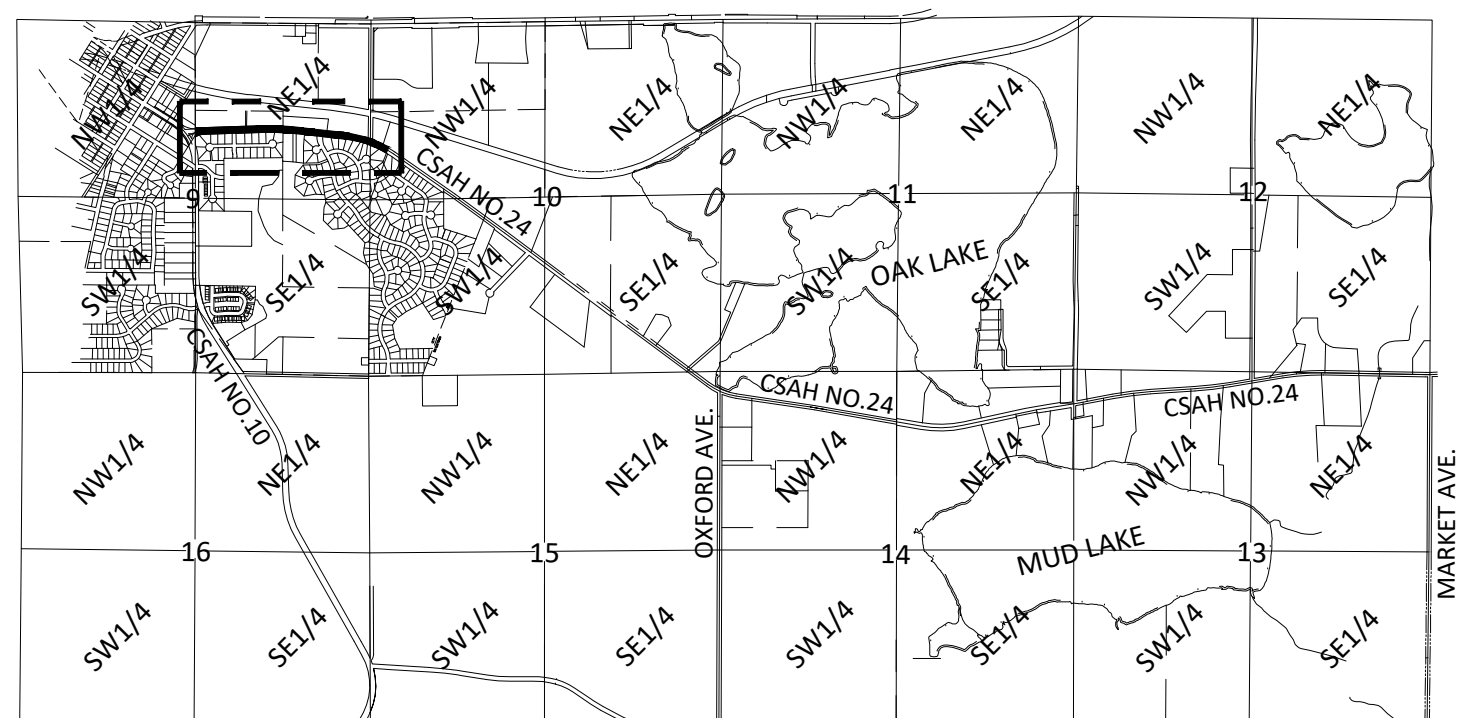 NW1/4
NE1/4
NW1/4
NE1/4
NW1/4
NE1/4
NW1/4
NE1/4
CSAH NO.24
9
10
11
12
SW1/4
SE1/4
SW1/4
SE1/4
SW1/4
OAK LAKE
SE1/4
SW1/4
SE1/4
CSAH NO.10
CSAH NO.24
CSAH NO.24
NW1/4
NE1/4
NW1/4
NE1/4
OXFORD AVE.
NW1/4
NE1/4
NW1/4
NE1/4
MARKET AVE.
16
15
14
MUD LAKE
13
SW1/4
SE1/4
SW1/4
SE1/4
SW1/4
SE1/4
SW1/4
SE1/4